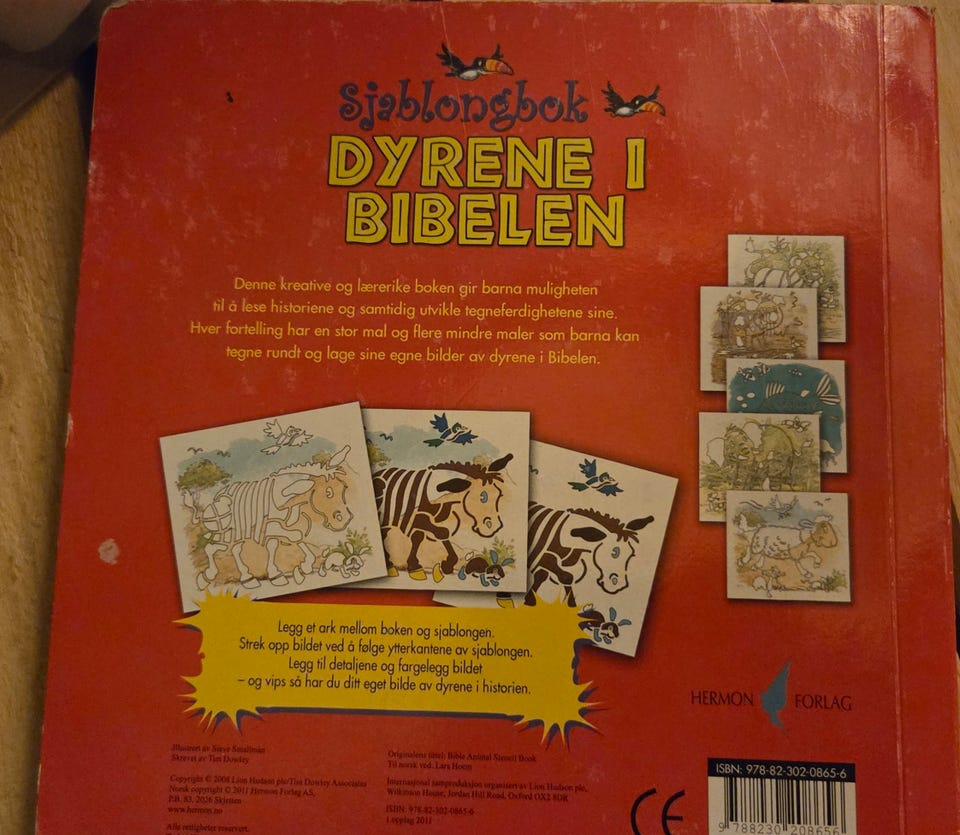 Sjablongbok
DYRENE I
BIBELEN
Denne kreative og lærerike boken gir barna muligheten
til å lese historiene og samtidig utvikle tegneferdighetene sine.
Hver fortelling har en stor mal og flere mindre maler som barna kan
tegne rundt og lage sine egne bilder av dyrene i Bibelen.
Legg et ark mellom boken og sjablongen.
Strek opp bildet ved å følge ytterkantene av sjablongen.
Legg til detaljene og fargelegg bildet
– og vips så har du ditt eget bilde av dyrene i historien.
HERMON FORLAG
Illustrert av Steve Smallman
Skrevet av Tim Dowley
Copyright © 2008 Lion Hudson plc/Tim Dowley Associates
Norsk copyright © 2011 Hermon Forlag AS,
P.B. 83, 2026 Skjetten
www.hermon.no
Alle rettigheter reservert.
Originalens tittel: Bible Animal Stencil Book
Til norsk ved: Lars Hoem
Internasjonal samproduksjon organisert av Lion Hudson plc,
Wilkinson House, Jordan Hill Road, Oxford OX2 8DR
ISBN: 978-82-302-0865-6
1.opplag 2011
CE
ISBN: 978-82-302-0865-6
9 788230 208656